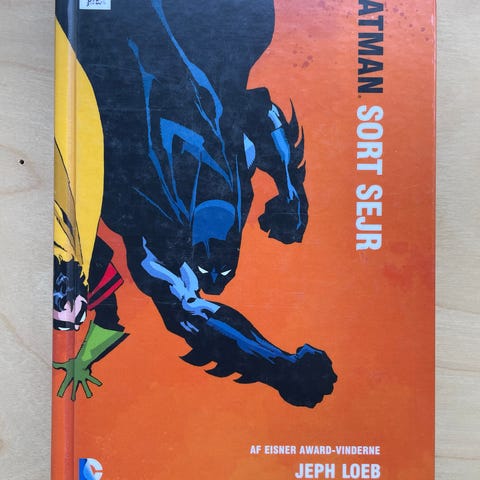 ATMAN SORT SEJR
AF EISNER AWARD-VINDERNE
JEPH LOEB